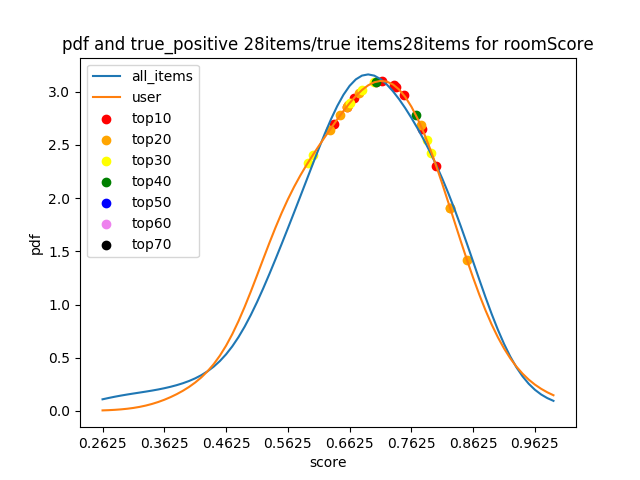 pdf and true_positive 28items/true items28items for roomScore
all_items
user
top10
top20
top30
top40
top50
top60
top70
pdf
3.0
2.5
2.0
1.5
1.0
0.5
0.0
0.2625 0.3625 0.4625 0.5625 0.6625 0.7625 0.8625 0.9625
score